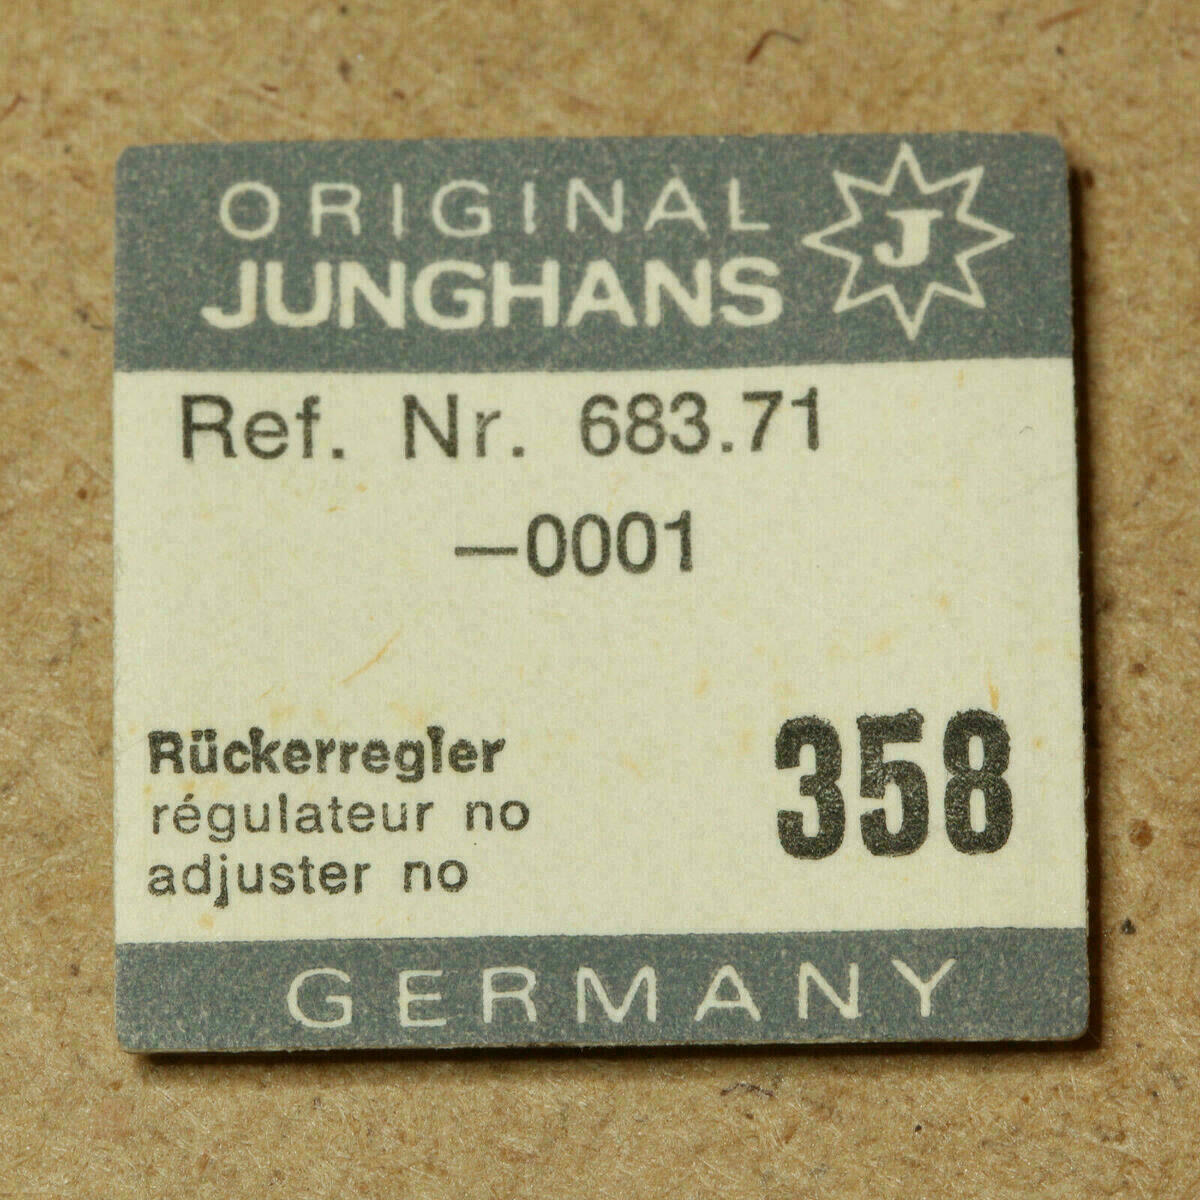 ORIGINAL
JUNGHANS
J
Ref. Nr. 683.71
—0001
Rückerregler
régulateur no
adjuster no
358
GERMANY